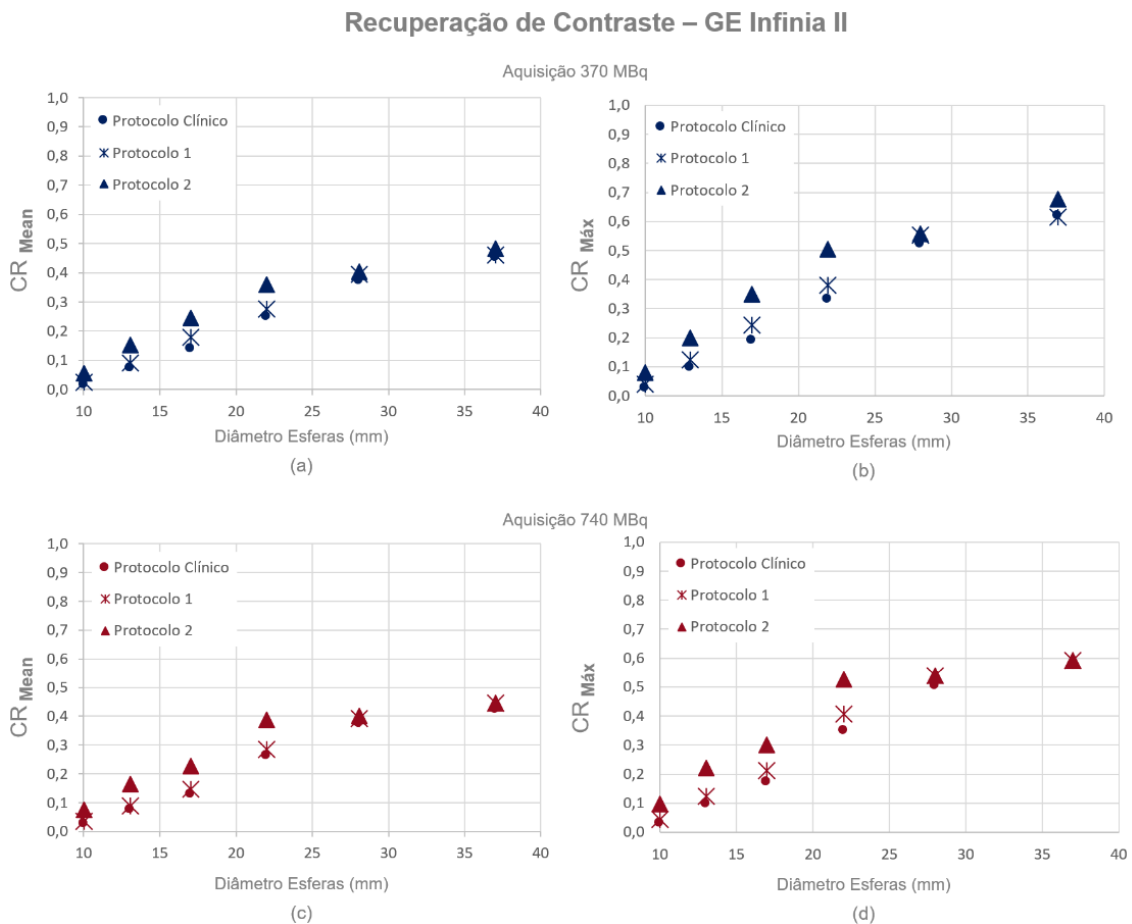 Recuperação de Contraste – GE Infinia II
Aquisição 370 MBq
1,0
0,9
0,8
0,7
0,6
0,5
0,4
0,3
0,2
0,1
0,0
CR Mean
Protocolo Clínico
Protocolo 1
Protocolo 2
10 15 20 25 30 35 40
Diâmetro Esferas (mm)
(a)
1,0
0,9
0,8
0,7
0,6
0,5
0,4
0,3
0,2
0,1
0,0
CR Máx
Protocolo Clínico
Protocolo 1
Protocolo 2
10 15 20 25 30 35 40
Diâmetro Esferas (mm)
(b)
Aquisição 740 MBq
1,0
0,9
0,8
0,7
0,6
0,5
0,4
0,3
0,2
0,1
0,0
CR Mean
Protocolo Clínico
Protocolo 1
Protocolo 2
10 15 20 25 30 35 40
Diâmetro Esferas (mm)
(c)
1,0
0,9
0,8
0,7
0,6
0,5
0,4
0,3
0,2
0,1
0,0
CR Máx
Protocolo Clínico
Protocolo 1
Protocolo 2
10 15 20 25 30 35 40
Diâmetro Esferas (mm)
(d)